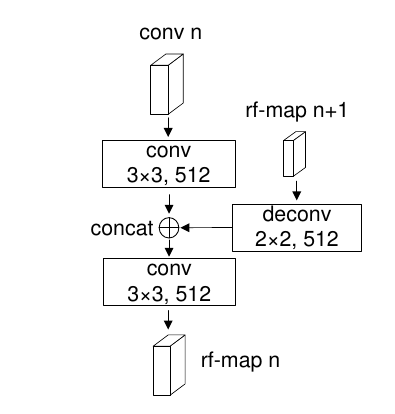 conv n
rf-map n+1
conv
3×3, 512
deconv
2×2, 512
concat
conv
3×3, 512
rf-map n